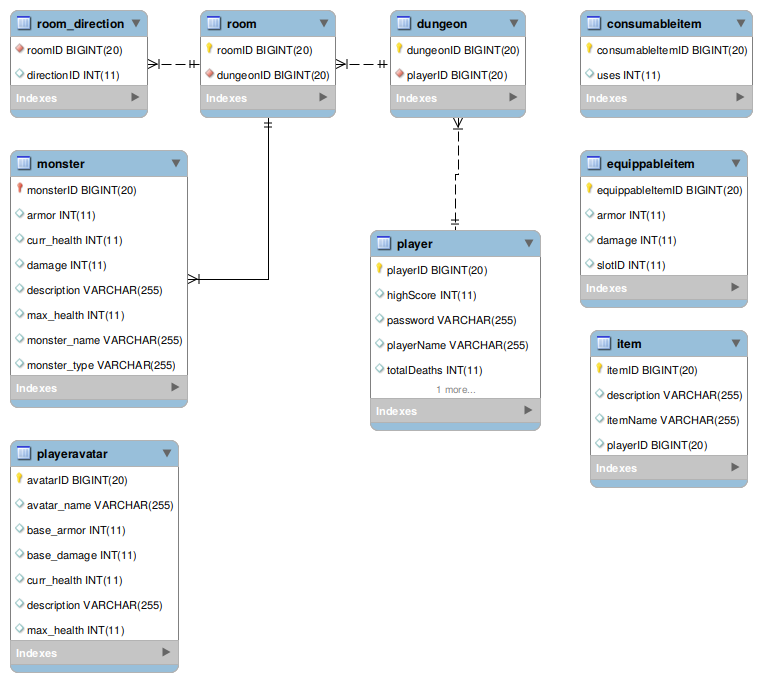 room_direction
roomID BIGINT(20)
directionID INT(11)
Indexes
room
roomID BIGINT(20)
dungeonID BIGINT(20)
Indexes
dungeon
dungeonID BIGINT(20)
playerID BIGINT(20)
Indexes
consumableitem
consumableItemID BIGINT(20)
uses INT(11)
Indexes
monster
monsterID BIGINT(20)
armor INT(11)
curr_health INT(11)
damage INT(11)
description VARCHAR(255)
max_health INT(11)
monster_name VARCHAR(255)
monster_type VARCHAR(255)
Indexes
equippableitem
equippableItemID BIGINT(20)
armor INT(11)
damage INT(11)
slotID INT(11)
Indexes
player
playerID BIGINT(20)
highScore INT(11)
password VARCHAR(255)
playerName VARCHAR(255)
totalDeaths INT(11)
1 more...
Indexes
item
itemID BIGINT(20)
description VARCHAR(255)
itemName VARCHAR(255)
playerID BIGINT(20)
Indexes
playeravatar
avatarID BIGINT(20)
avatar_name VARCHAR(255)
base_armor INT(11)
base_damage INT(11)
curr_health INT(11)
description VARCHAR(255)
max_health INT(11)
Indexes